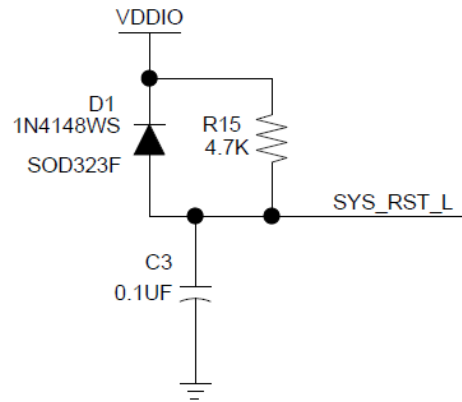 VDDIO
D1
1N4148WS
SOD323F
R15
4.7K
SYS_RST_L
C3
0.1UF